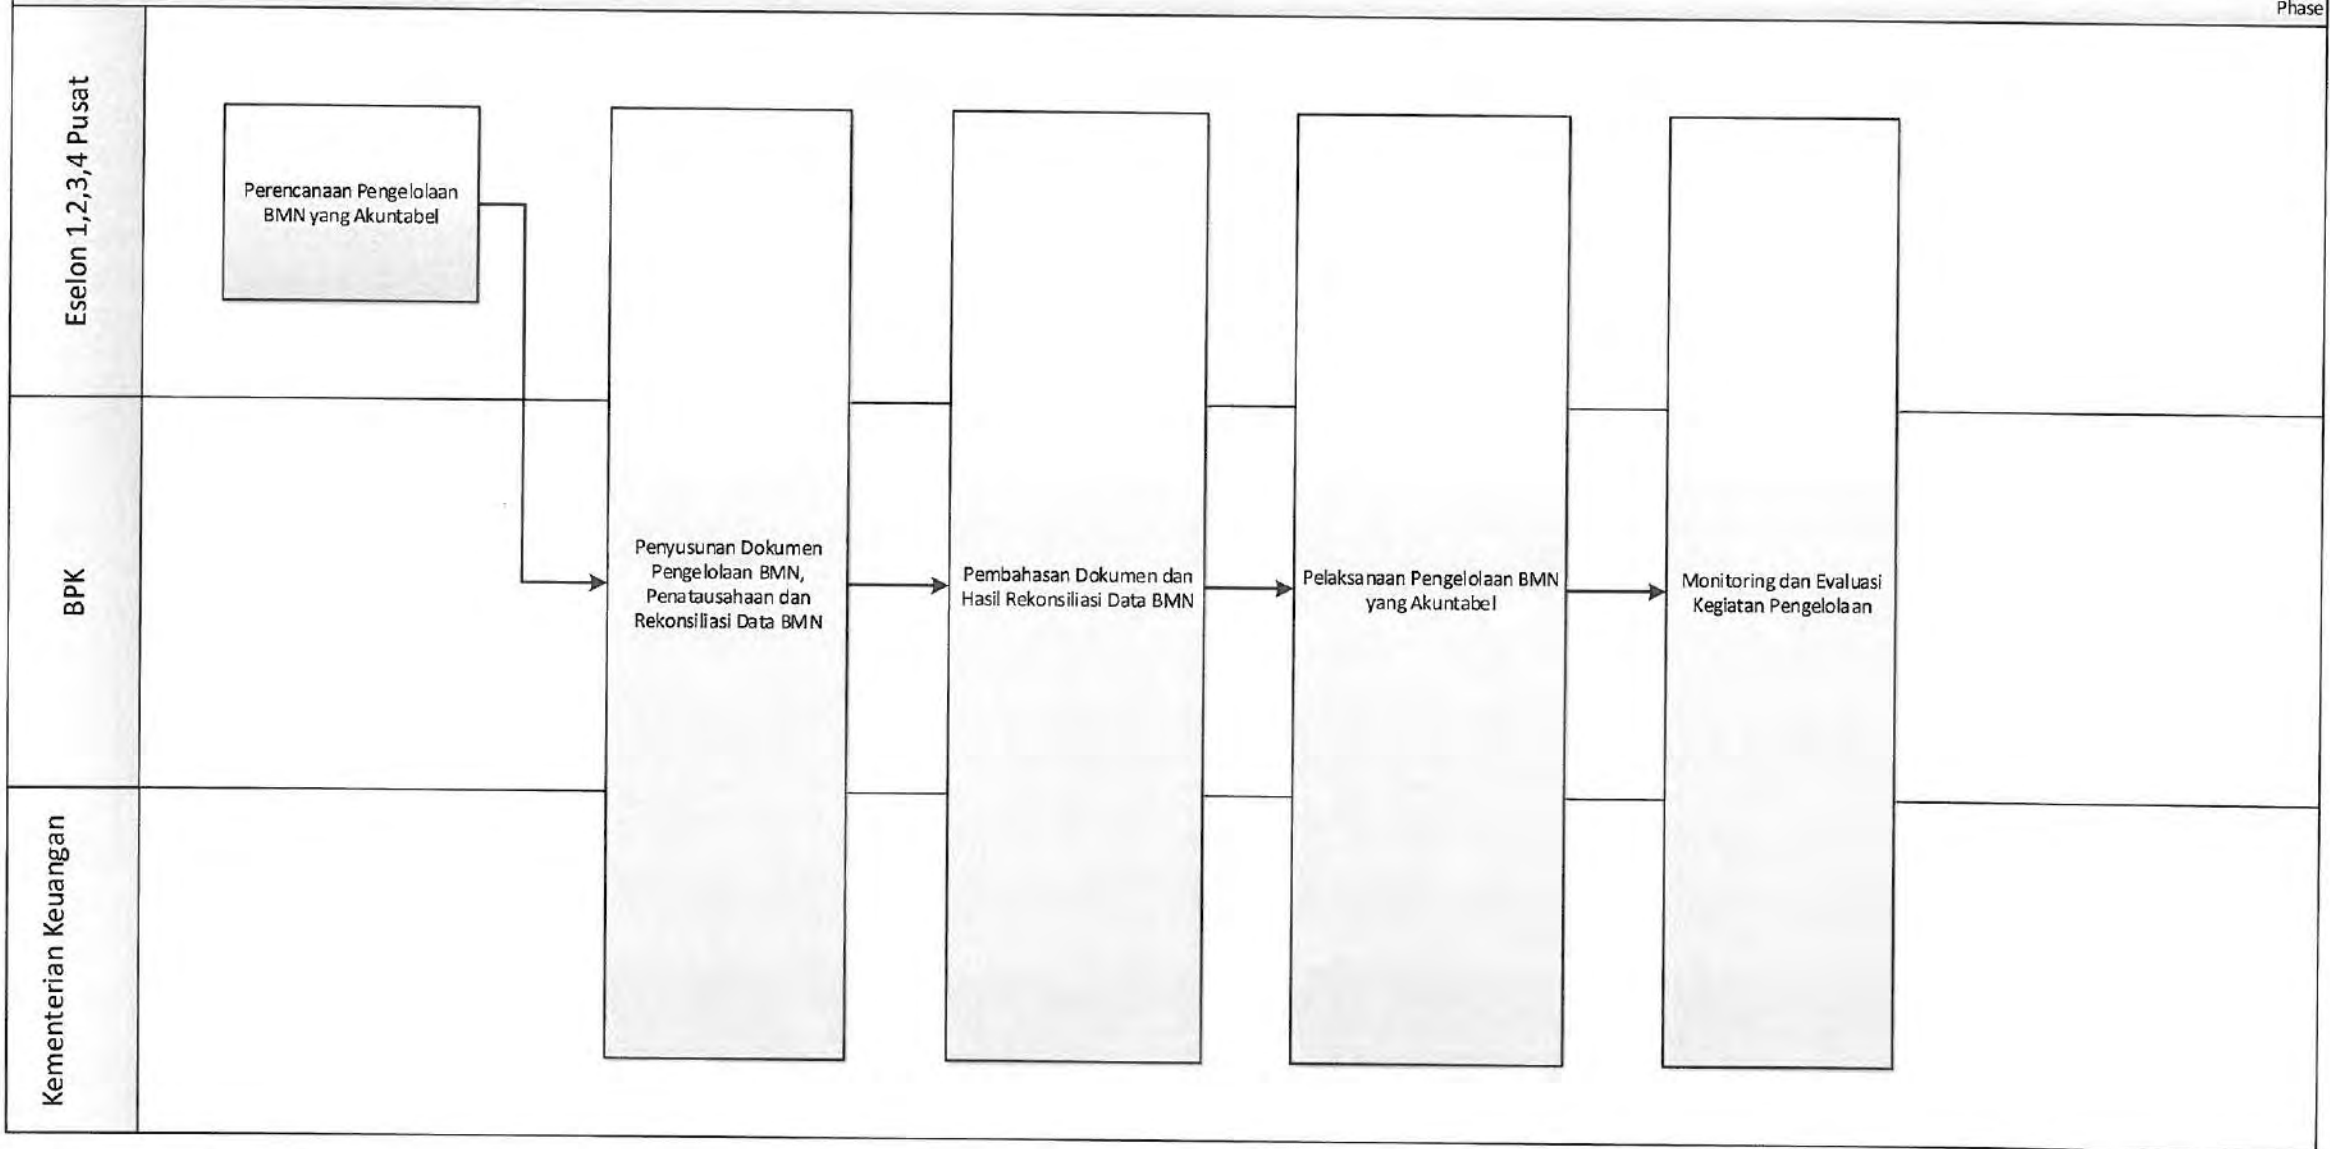 Phase
Eselon 1,2,3,4 Pusat
Perencanaan Pengelolaan
BMN yang Akuntabel
BPK
Penyusunan Dokumen
Pengelolaan BMN,
Penatausahaan dan
Rekonsiliasi Data BMN
Pembahasan Dokumen dan
Hasil Rekonsiliasi Data BMN
Pelaksanaan Pengelolaan BMN
yang Akuntabel
Monitoring dan Evaluasi
Kegiatan Pengelolaan
Kementerian Keuangan